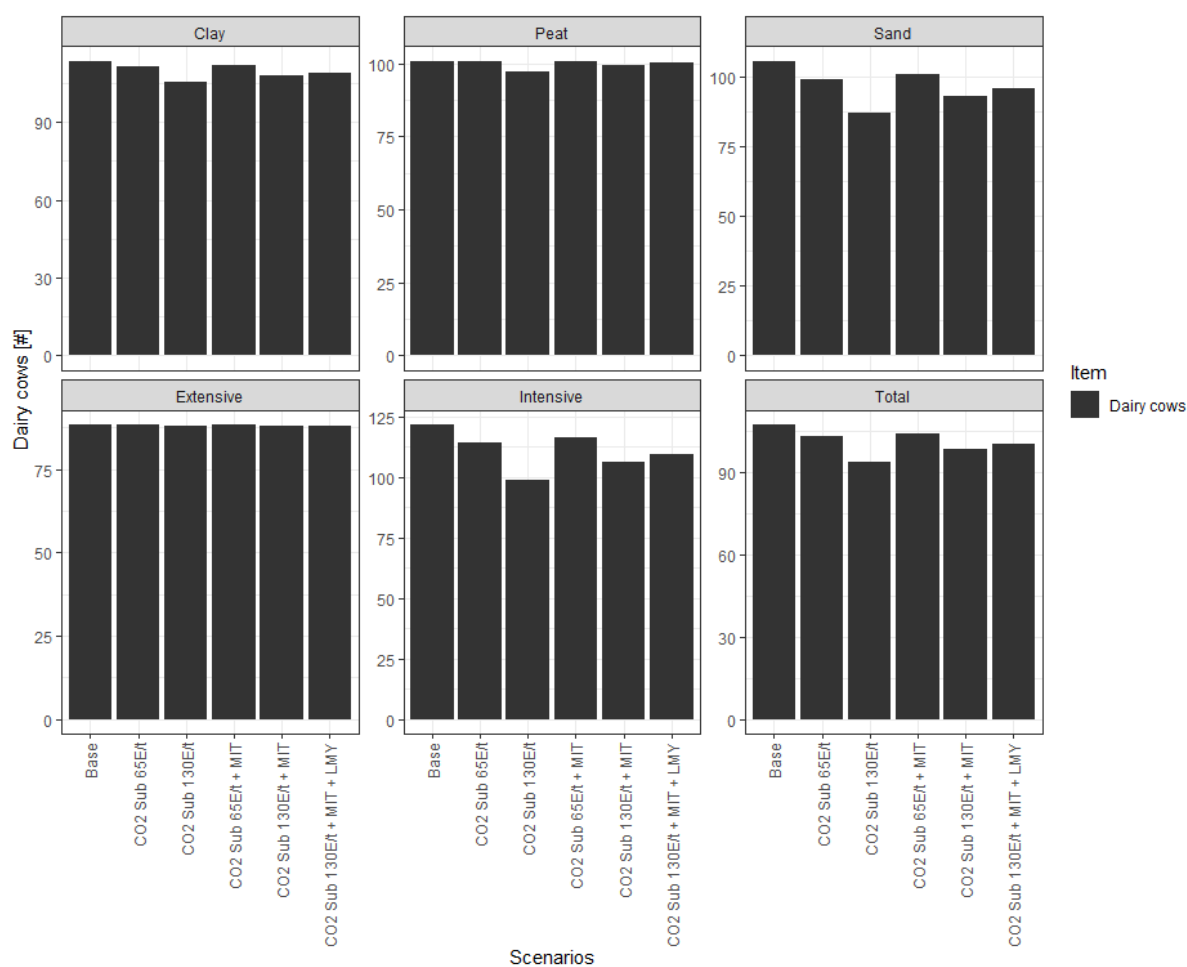 Clay
Peat
Sand
90
60
30
0
100
75
50
25
0
100
75
50
25
0
Dairy cows [#]
Extensive
Intensive
Total
75
50
25
0
125
100
75
50
25
0
90
60
30
0
Base
CO2 Sub 65E/t
CO2 Sub 130E/t
CO2 Sub 65E/t + MIT
CO2 Sub 130E/t + MIT
CO2 Sub 130E/t + MIT + LMY
Base
CO2 Sub 65E/t
CO2 Sub 130E/t
CO2 Sub 65E/t + MIT
CO2 Sub 130E/t + MIT
CO2 Sub 130E/t + MIT + LMY
Base
CO2 Sub 65E/t
CO2 Sub 130E/t
CO2 Sub 65E/t + MIT
CO2 Sub 130E/t + MIT
CO2 Sub 130E/t + MIT + LMY
Scenarios
Item
Dairy cows